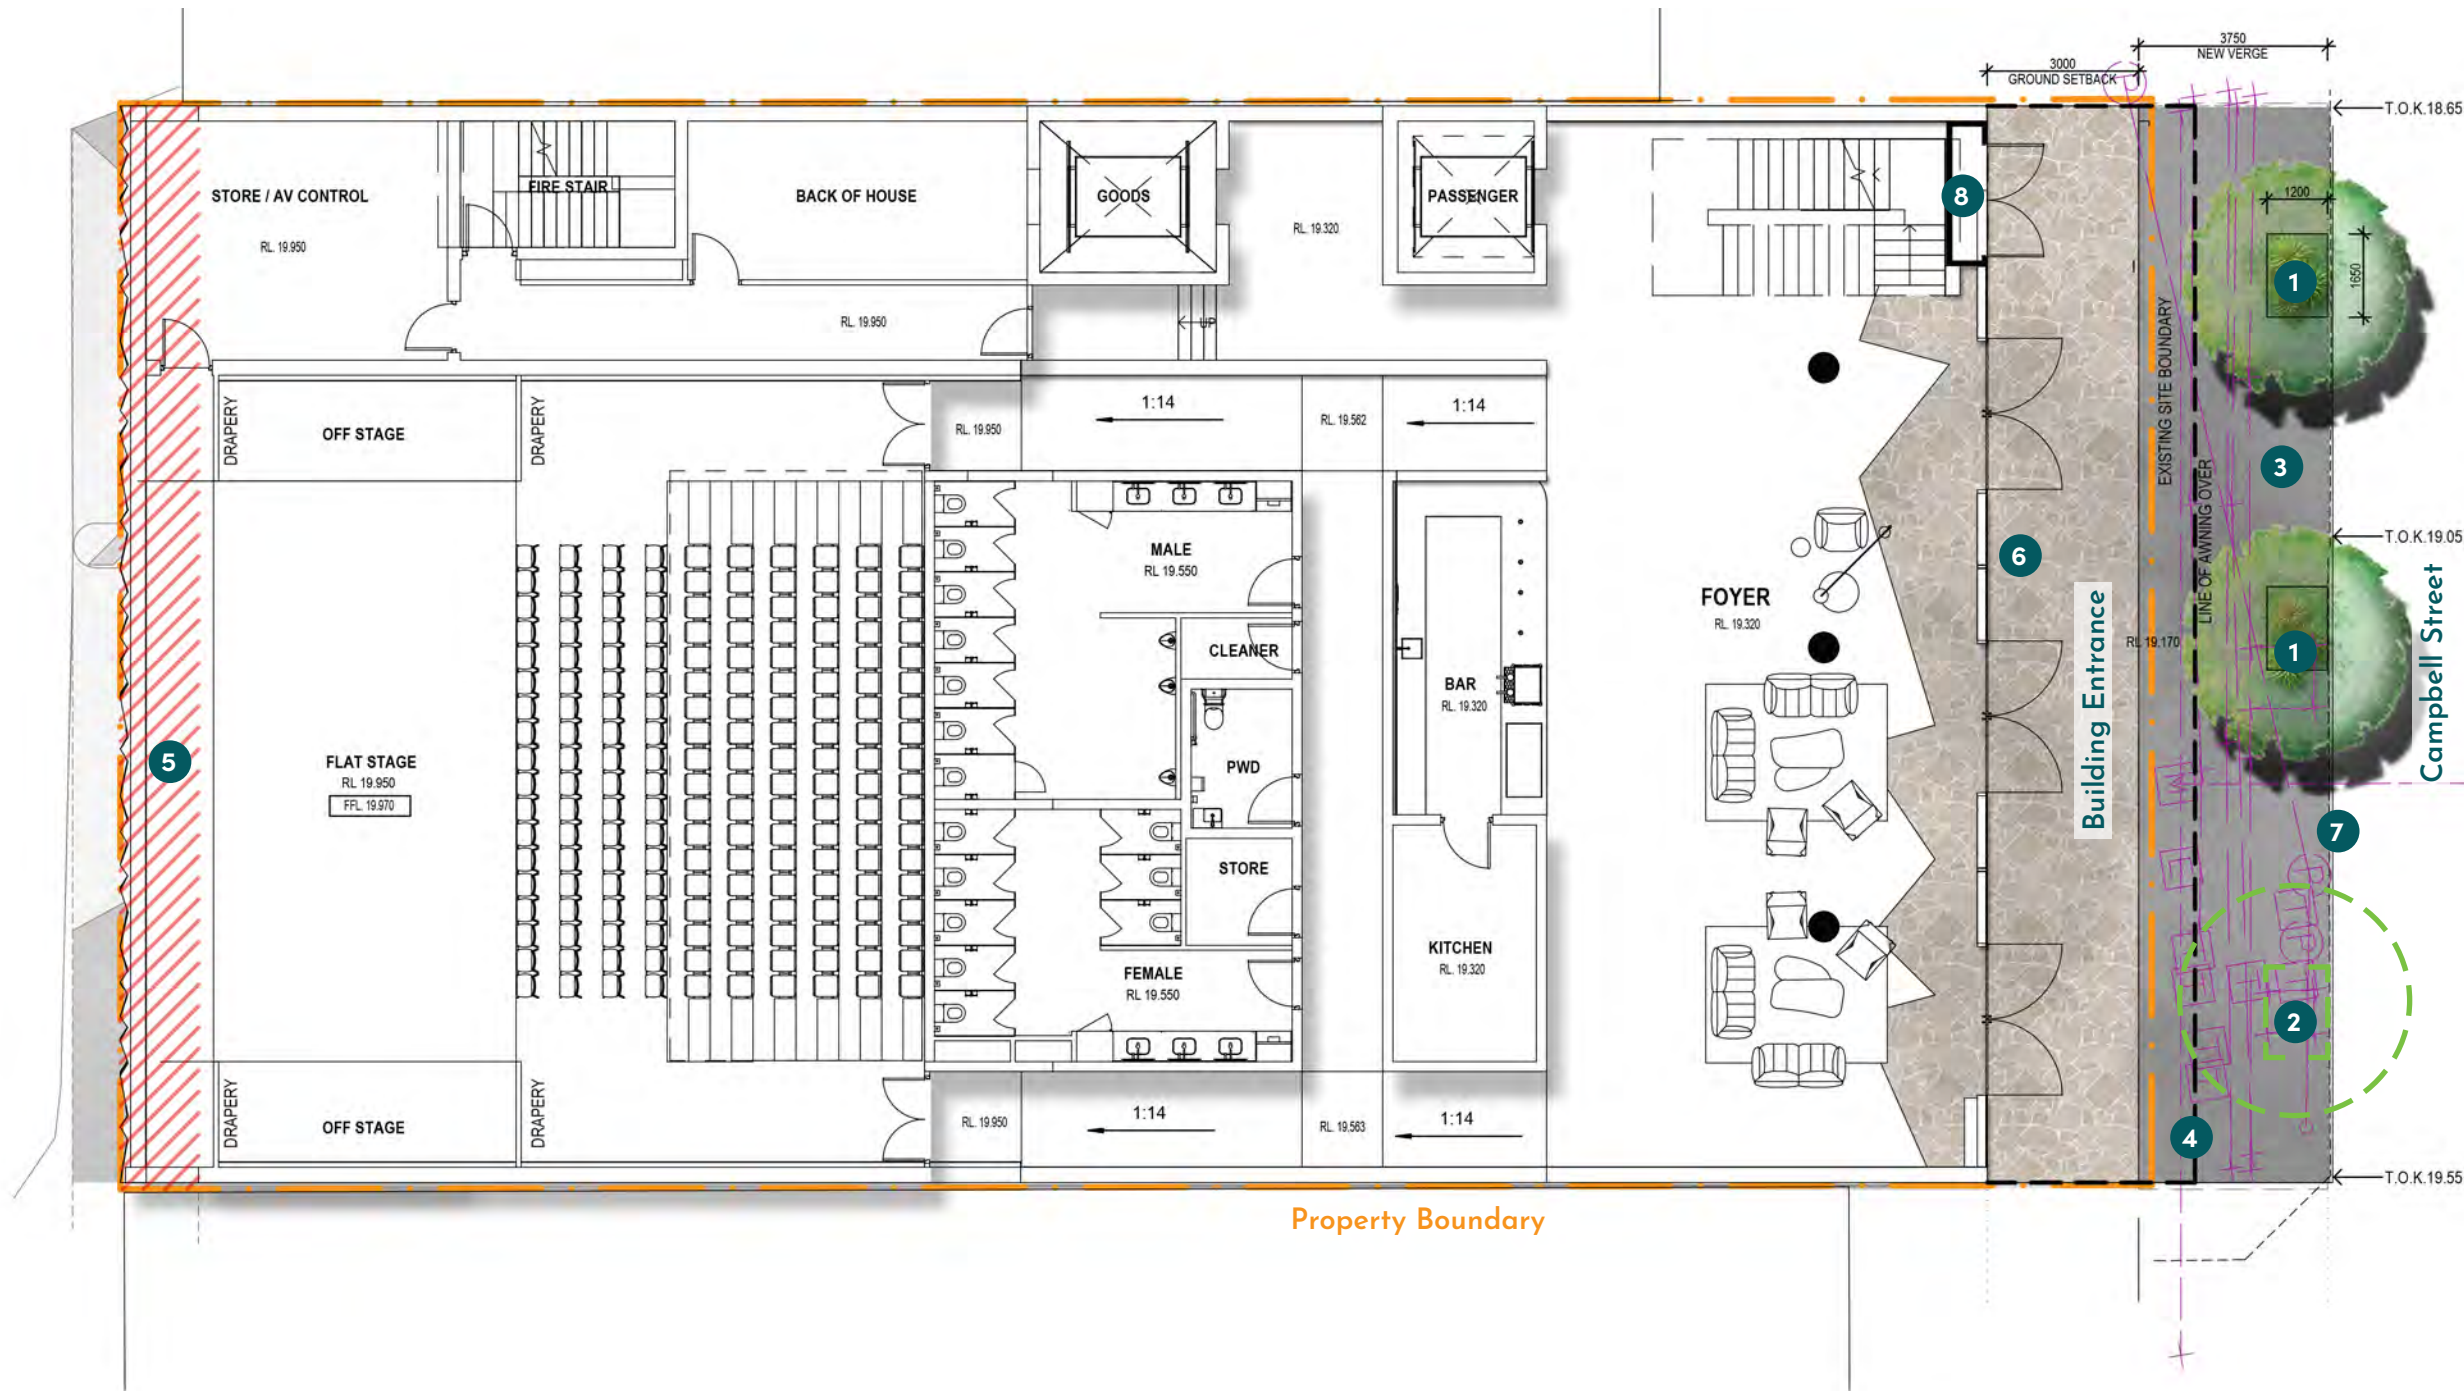 3750
NEW VERGE
3000
GROUND SETBACK
T.O.K.18.65
STORE / AV CONTROL
RL. 19.950
FIRE STAIR
BACK OF HOUSE
GOODS
RL. 19.320
PASSENGER
8
1200
1
1650
RL. 19.950
UP
EXISTING SITE BOUNDARY
DRAPERY
OFF STAGE
DRAPERY
RL. 19.950
1:14
RL. 19.562
1:14
3
LINE OF AWNING OVER
T.O.K.19.05
MALE
RL 19.550
6
FOYER
RL. 19.320
Building Entrance
RL 19.170
1
Campbell Street
CLEANER
BAR
RL. 19.320
5
FLAT STAGE
RL 19.950
FFL 19.970
PWD
7
STORE
KITCHEN
RL. 19.320
FEMALE
RL 19.550
2
DRAPERY
OFF STAGE
DRAPERY
RL. 19.950
1:14
RL. 19.563
1:14
4
T.O.K.19.55
Property Boundary